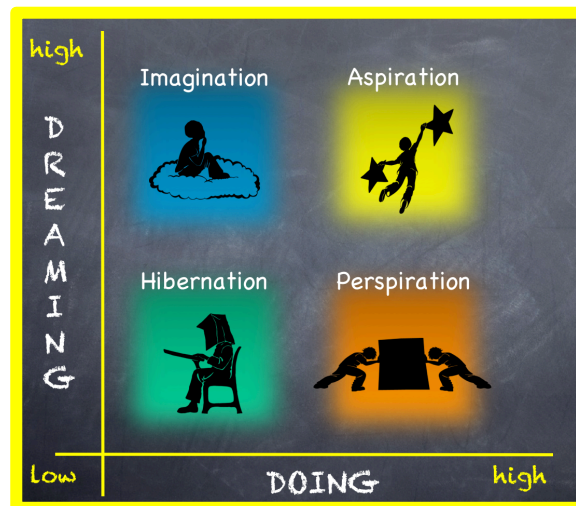 high
Imagination Aspiration
DREAMING
Hibernation Perspiration
low DOING high